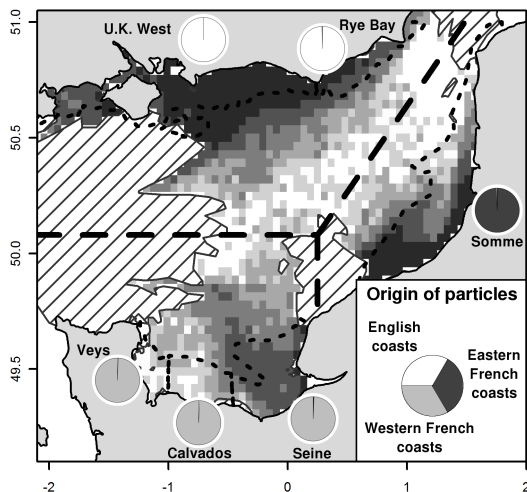 51.0
50.5
50.0
49.5
U.K. West
Rye Bay
Somme
Origin of particles
English
coasts
Eastern
French
coasts
Western French
coasts
Veys
Calvados
Seine
-2
-1
0
1
2